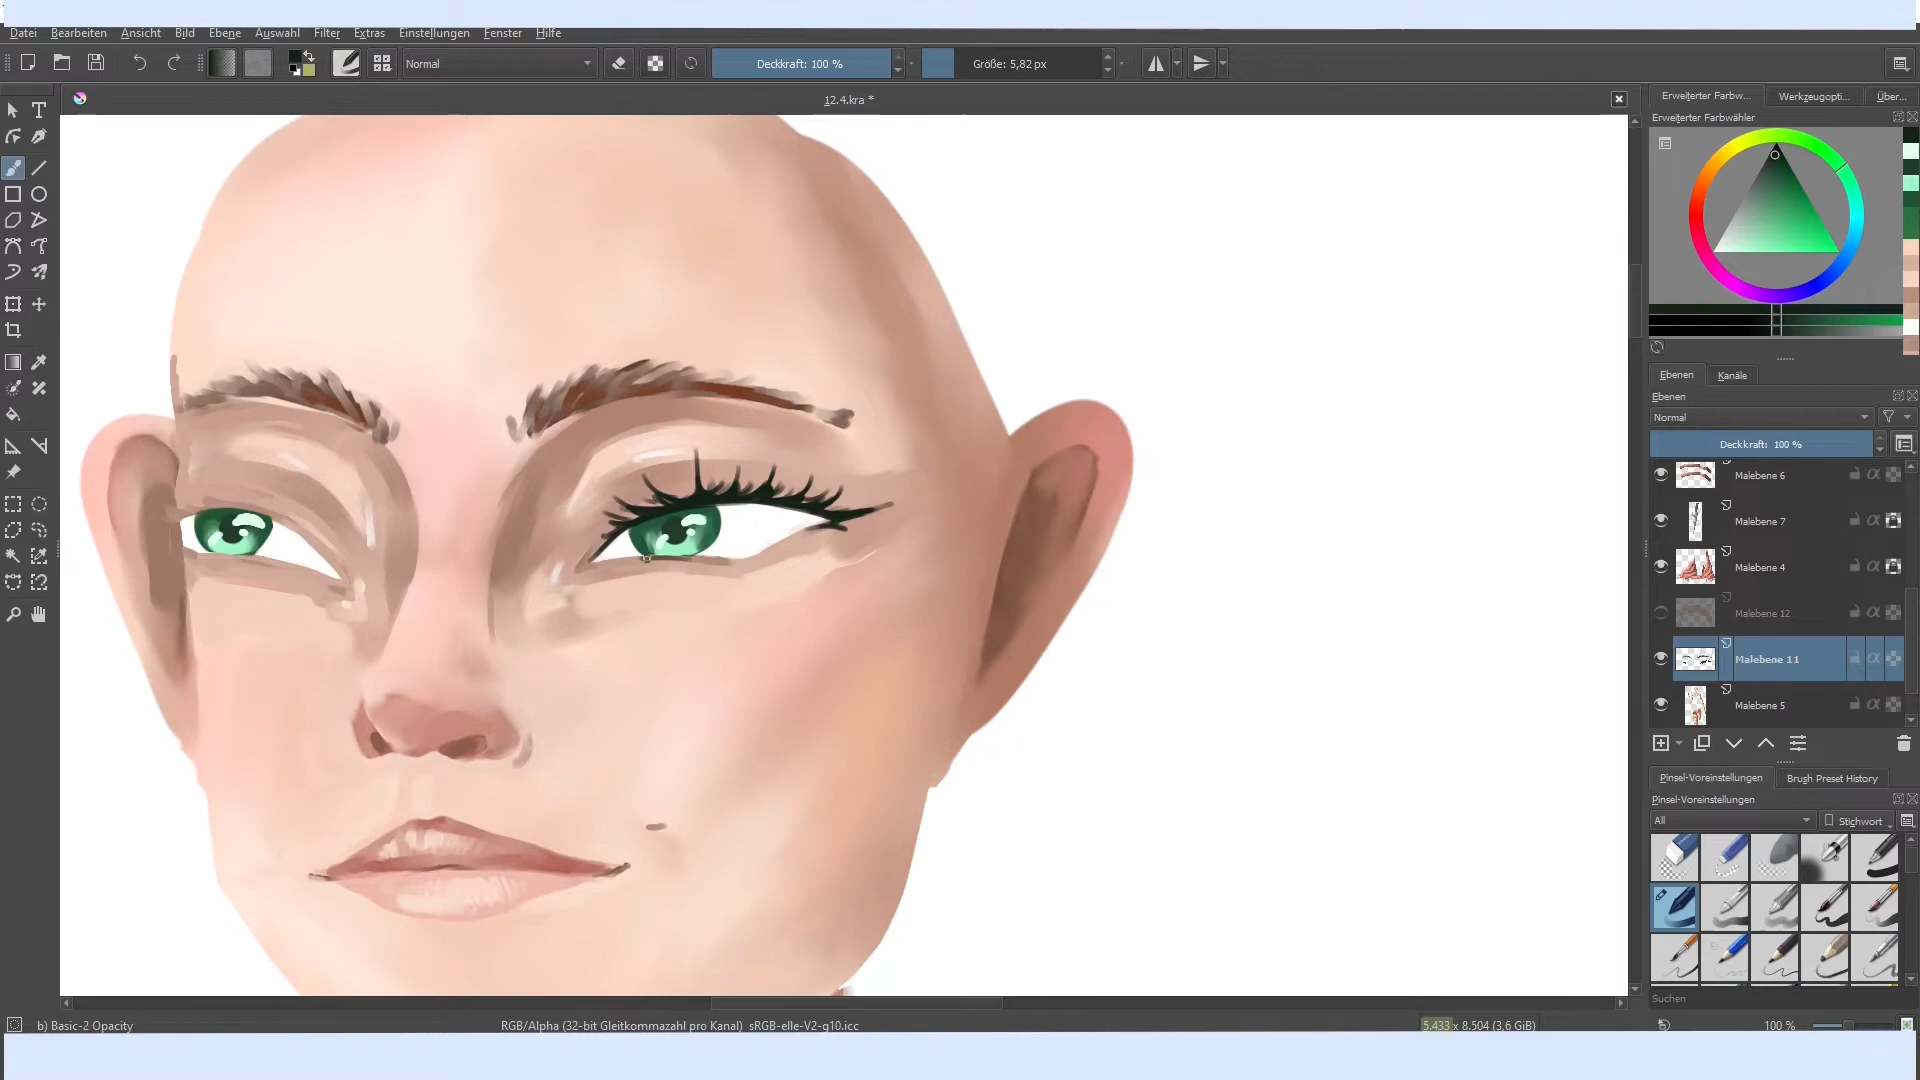 Datei Bearbeiten Ansicht Bild Ebene Auswahl Filter Extras Einstellungen Fenster Hilfe
Normal Deckkraft: 100 % Größe: 5,82 px
12.4.kra *
Erweiterter Farbw... Werkzeugopti... Über...
Erweiterter Farbwähler
Ebenen Kanäle
Ebenen
Normal
Deckkraft: 100 %
Malebene 6
Malebene 7
Malebene 4
Malebene 12
Malebene 11
Malebene 5
Pinsel-Voreinstellungen Brush Preset History
Pinsel-Voreinstellungen
All Stichwort
Suchen
b) Basic-2 Opacity RGB/Alpha (32-bit Gleitkommazahl pro Kanal) sRGB-elle-V2-g10.icc 5.433 x 8.504 (3,6 GiB) 100 %